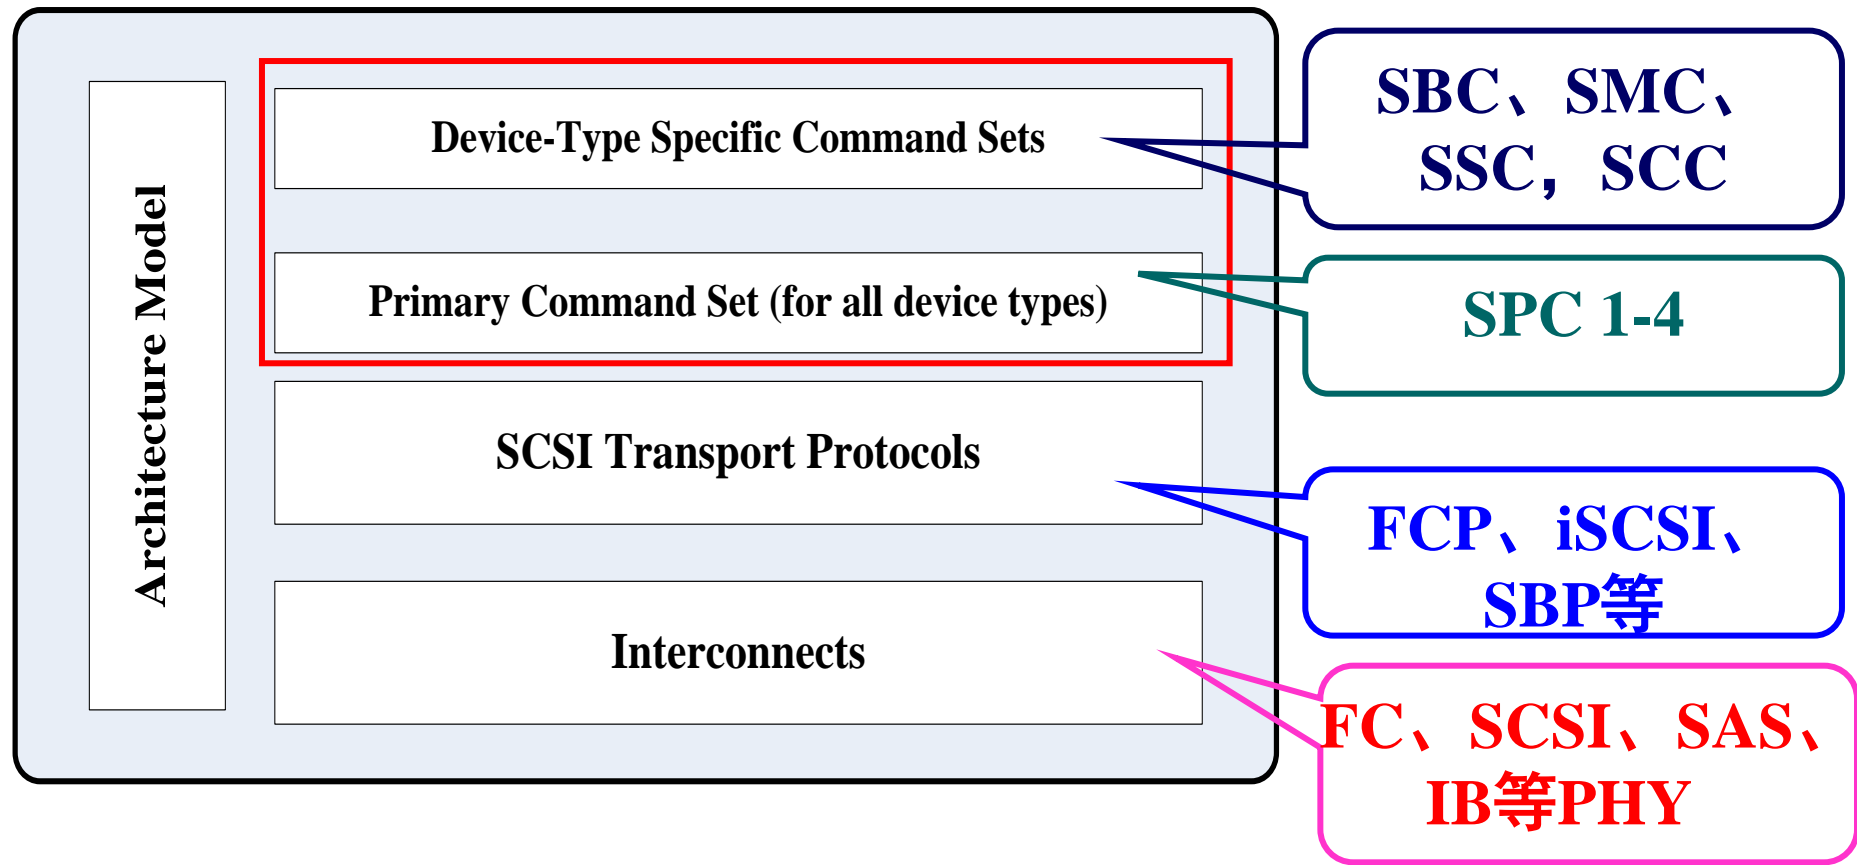 Architecture Model
Device-Type Specific Command Sets
Primary Command Set (for all device types)
SCSI Transport Protocols
Interconnects
SBC、SMC、
SSC，SCC
SPC 1-4
FCP、iSCSI、
SBP等
FC、SCSI、SAS、
IB等PHY